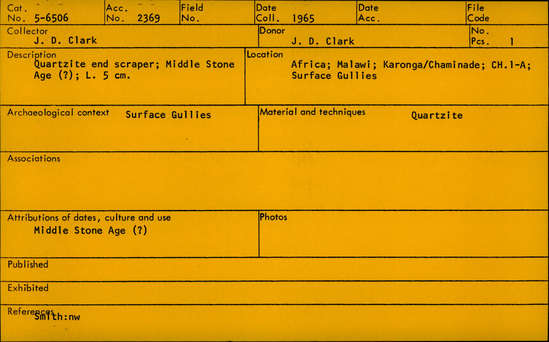 Cat. No. 5-6506 Acc. No. 2369 Field No. Date Coll. 1965 Date Acc. File Code
Collector J. D. Clark Donor J. D. Clark No. Pcs. 1
Description Quartzite end scraper; Middle Stone Age (?); L. 5 cm.
Location Africa; Malawi; Karonga/Chaminade; CH.1-A; Surface Gullies
Archaeological context Surface Gullies Material and techniques Quartzite
Associations
Attributions of dates, culture and use Photos
Middle Stone Age (?)
Published
Exhibited
References
Smith:nw